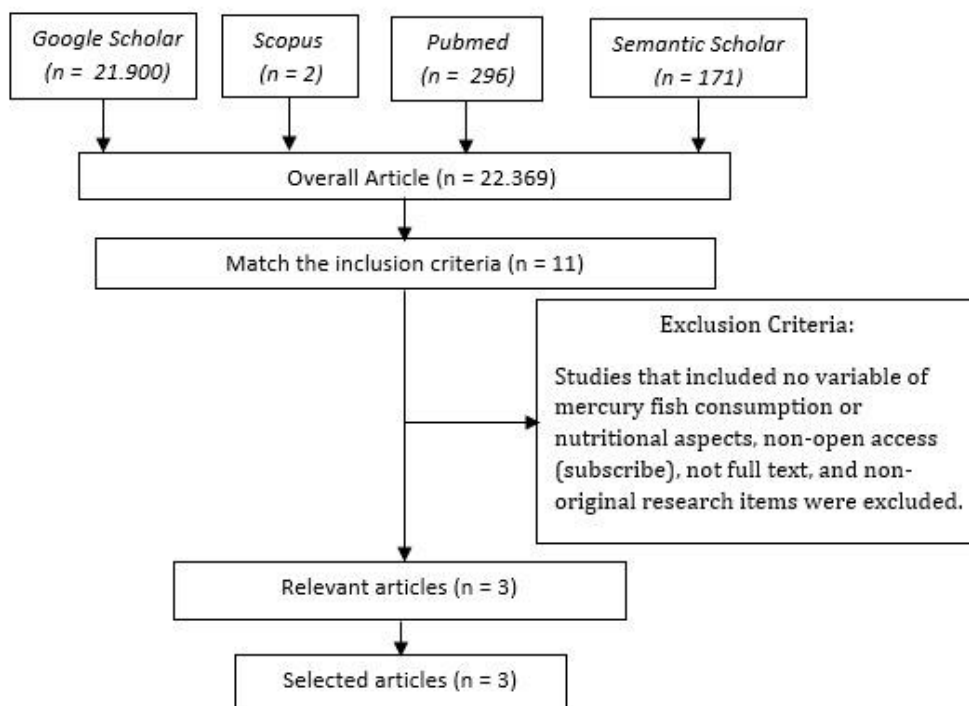 Google Scholar
(n = 21.900)
Scopus
(n = 2)
Pubmed
(n = 296)
Semantic Scholar
(n = 171)
Overall Article (n = 22.369)
Match the inclusion criteria (n = 11)
Exclusion Criteria:
Studies that included no variable of
mercury fish consumption or
nutritional aspects, non-open access
(subscribe), not full text, and non-
original research items were excluded.
Relevant articles (n = 3)
Selected articles (n = 3)